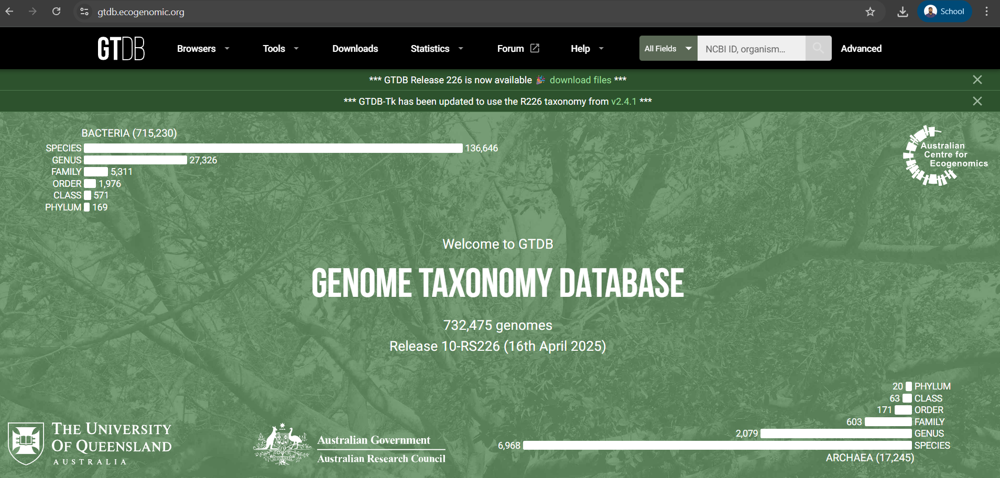 gtdb.ecogenomic.org
School
GTDB
Browsers
Tools
Downloads
Statistics
Forum
Help
All Fields
NCBI ID, organism...
Advanced
*** GTDB Release 226 is now available 🎉 download files ***
*** GTDB-Tk has been updated to use the R226 taxonomy from v2.4.1 ***
BACTERIA (715,230)
SPECIES 136,646
GENUS 27,326
FAMILY 5,311
ORDER 1,976
CLASS 571
PHYLUM 169
Australian
Centre for
Ecogenomics
Welcome to GTDB
GENOME TAXONOMY DATABASE
732,475 genomes
Release 10-RS226 (16th April 2025)
20 PHYLUM
63 CLASS
171 ORDER
603 FAMILY
2,079 GENUS
6,968 SPECIES
ARCHAEA (17,245)
THE UNIVERSITY
OF QUEENSLAND
AUSTRALIA
AUSTRALIA
Australian Government
Australian Research Council